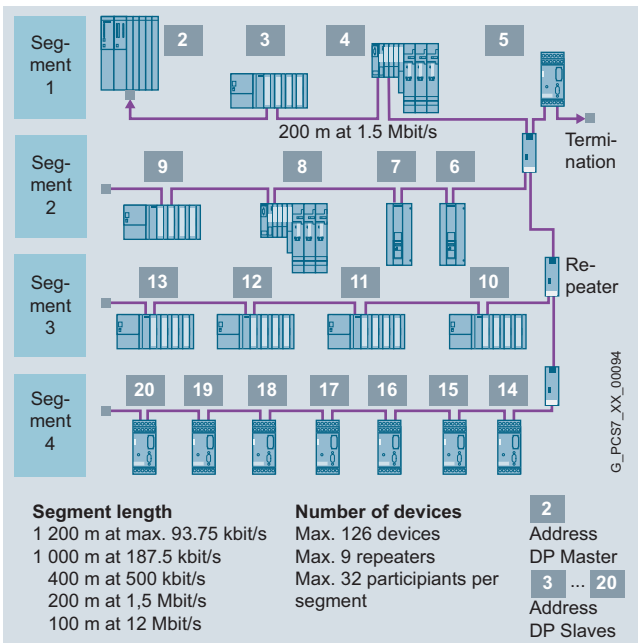 Seg-
ment
1
2
3
4
5
200 m at 1.5 Mbit/s
Termi-
nation
Seg-
ment
2
9
8
7
6
Re-
peater
Seg-
ment
3
13
12
11
10
Seg-
ment
4
20
19
18
17
16
15
14
G_PCS7_XX_00094
Segment length
1 200 m at max. 93.75 kbit/s
1 000 m at 187.5 kbit/s
400 m at 500 kbit/s
200 m at 1,5 Mbit/s
100 m at 12 Mbit/s
Number of devices
Max. 126 devices
Max. 9 repeaters
Max. 32 participiants per
segment
2
Address
DP Master
3 ... 20
Address
DP Slaves